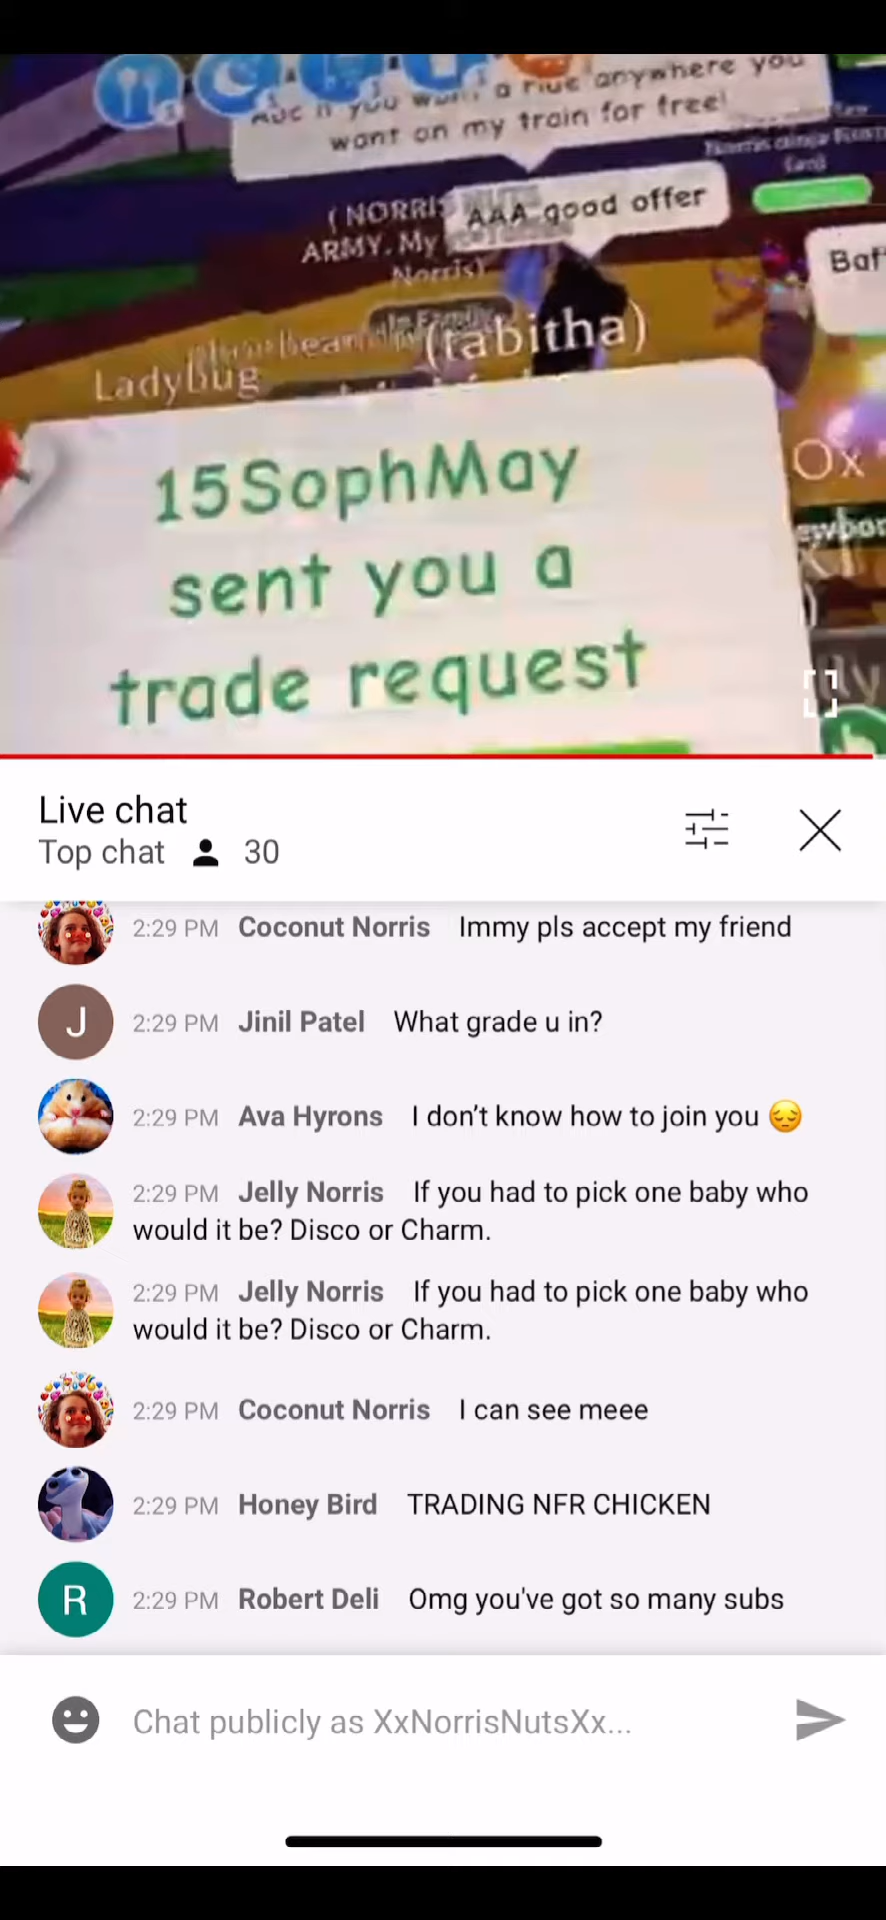 a ride anywhere you
want on my train for free!
(NORRIS
AAA good offer
ARMY. My
Norris)
Baf
(tabitha)
LadyBug
15SophMay
sent you a
trade request
Ox
Live chat
Top chat 30
2:29 PM Coconut Norris Immy pls accept my friend
J 2:29 PM Jinil Patel What grade u in?
2:29 PM Ava Hyrons I don't know how to join you 😔
2:29 PM Jelly Norris If you had to pick one baby who
would it be? Disco or Charm.
2:29 PM Jelly Norris If you had to pick one baby who
would it be? Disco or Charm.
2:29 PM Coconut Norris I can see meee
2:29 PM Honey Bird TRADING NFR CHICKEN
R 2:29 PM Robert Deli Omg you've got so many subs
Chat publicly as XxNorrisNutsXx...